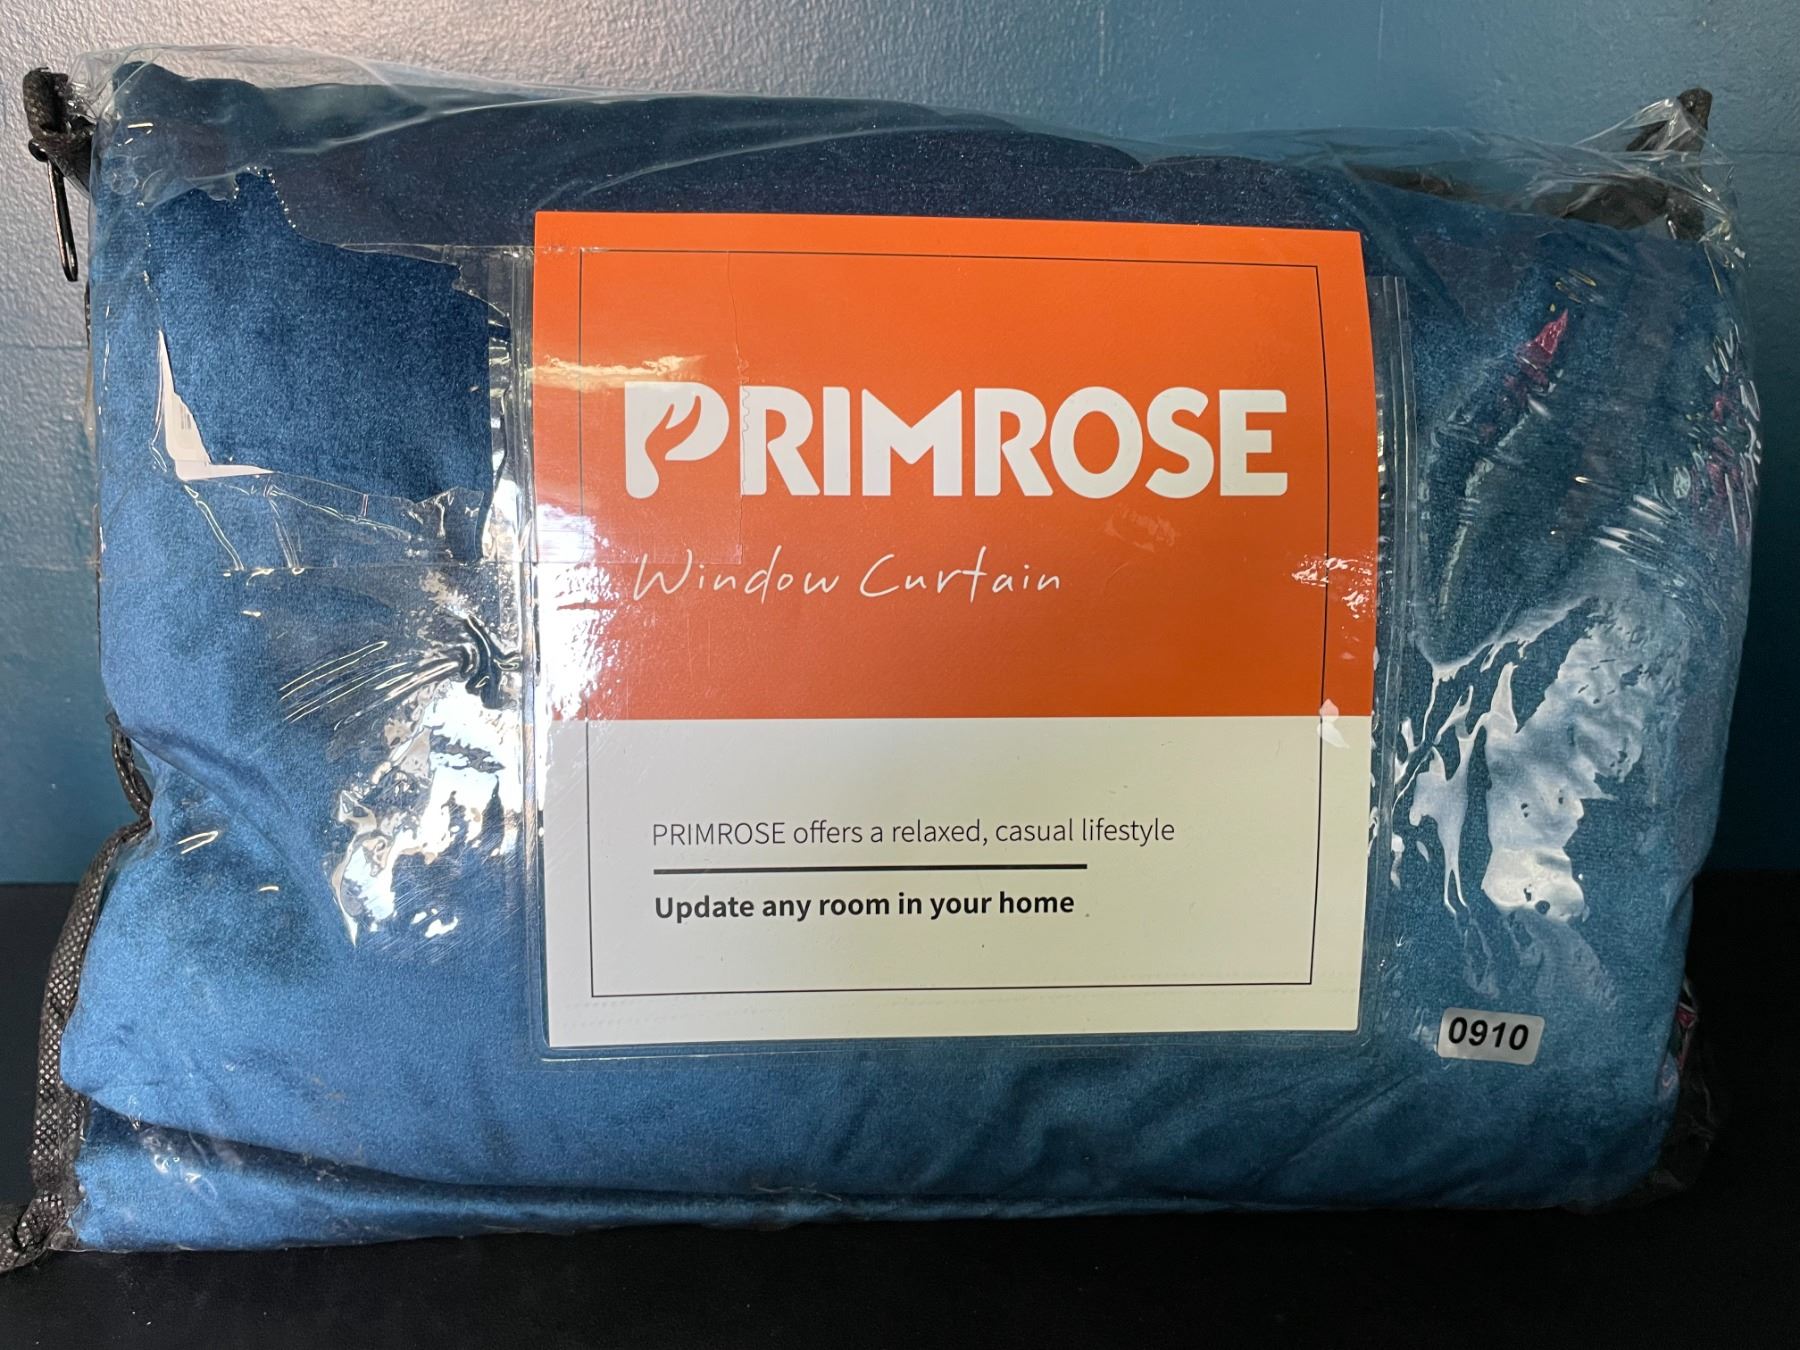 PRIMROSE
Window Curtain
PRIMROSE offers a relaxed, casual lifestyle
Update any room in your home
0910